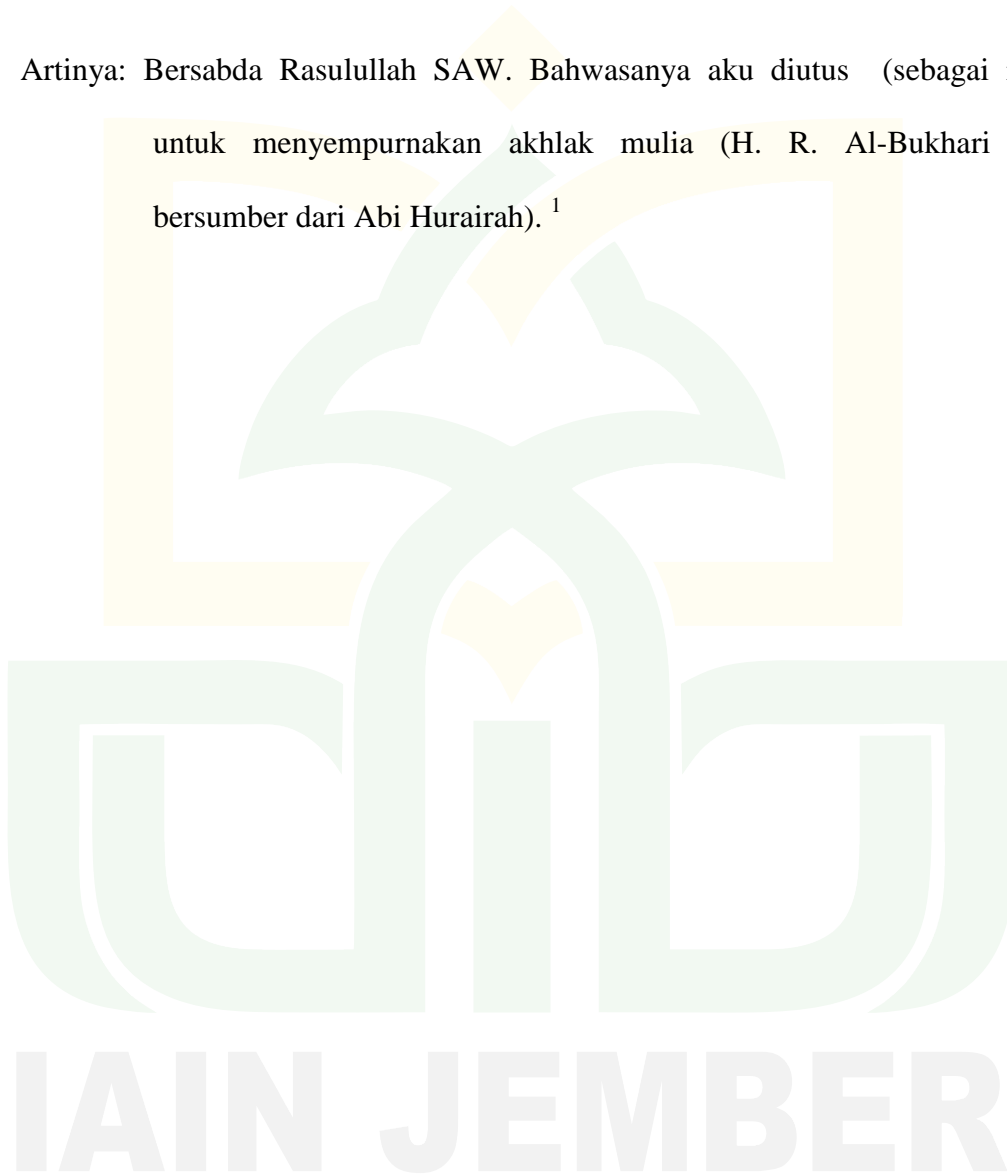 Artinya: Bersabda Rasulullah SAW. Bahwasanya aku diutus (sebagai
untuk menyempurnakan akhlak mulia (H. R. Al-Bukhari
bersumber dari Abi Hurairah). 1
IAIN JEMBER